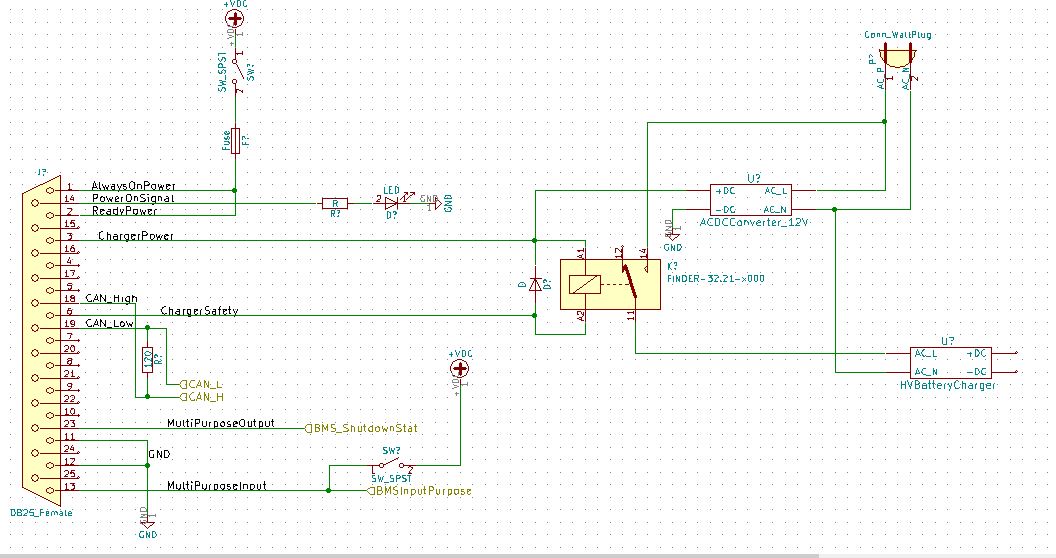 +VDC
+VD
1
SW_SPST
SW?
2
Fuse
F?
Conn_WallPlug
P?
AC_P
1
AC_N
2
J?
1
AlwaysOnPower
14
PowerOnSignal
2
ReadyPower
15
3
ChargerPower
16
4
17
5
18
CAN_High
6
ChargerSafety
19
CAN_Low
7
20
8
21
9
22
10
23
MultiPurposeOutput
11
24
12
GND
25
13
MultiPurposeInput
DB25_Female
R
R?
2
LED
D?
GND
1
GND
120
R?
CAN_L
CAN_H
BMS_ShutdownStat
+VDC
+VD
1
SW?
1
2
SW_SPST
BMSInputPurpose
GND
1
GND
U?
+DC
AC_L
-DC
AC_N
ACDCConverter_12V
GND
1
GND
D
D?
A1
12
14
K?
FINDER-32.21-x000
A2
11
U?
AC_L
+DC
AC_N
-DC
HVBatteryCharger